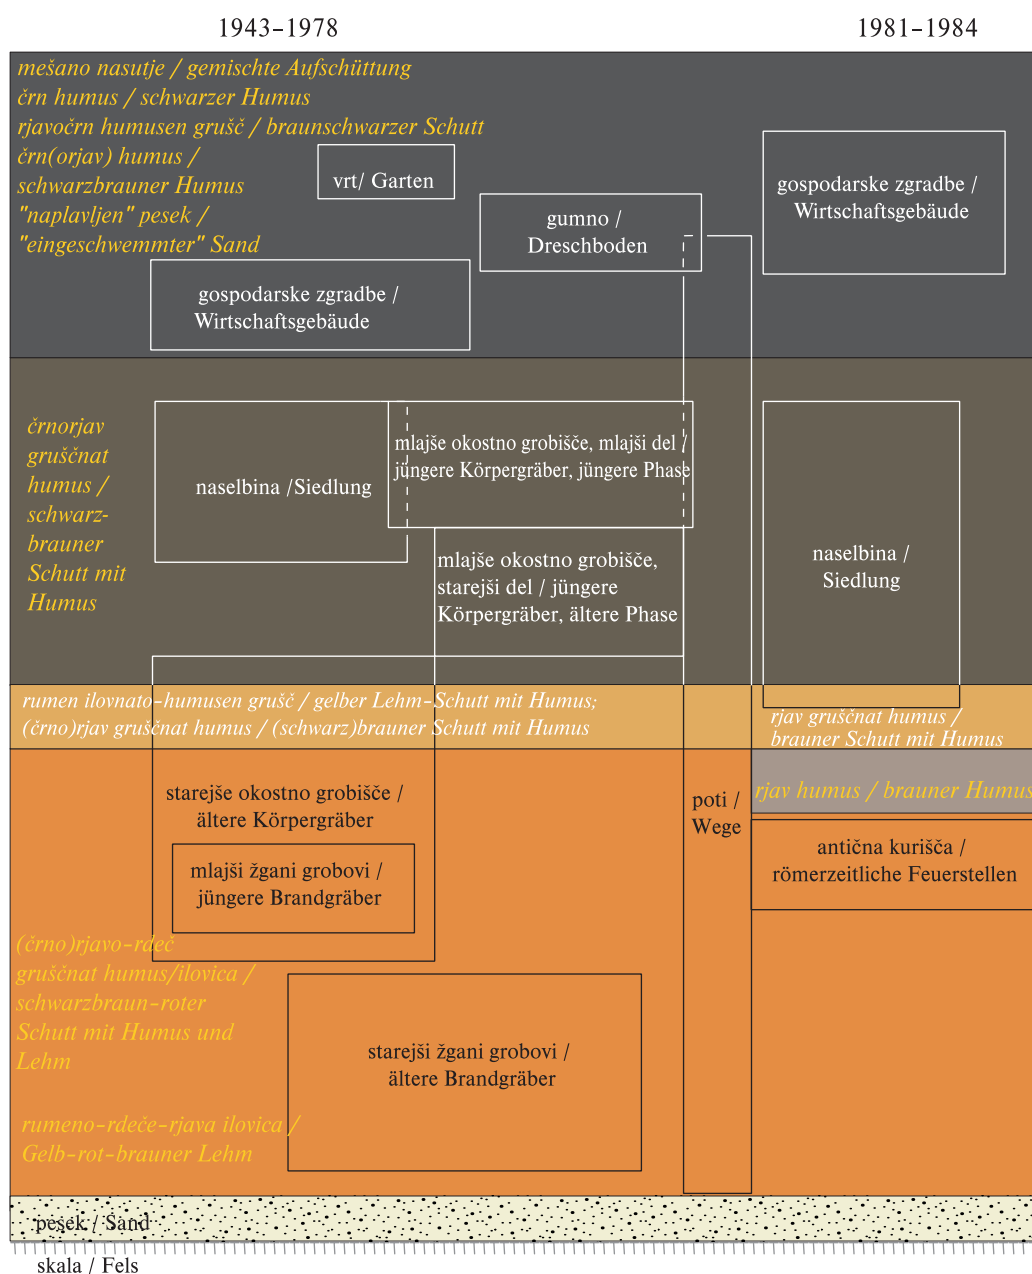 1943-1978
1981-1984
mešano nasutje / gemischte Aufschüttung
črn humus / schwarzer Humus
rjavočrn humusen grušč / braunschwarzer Schutt
črn(orjav) humus /
schwarzbrauner Humus
"naplavljen" pesek /
"eingeschwemmter" Sand
vrt/ Garten
gumno /
Dreschboden
gospodarske zgradbe /
Wirtschaftsgebäude
gospodarske zgradbe /
Wirtschaftsgebäude
črnorjav
gruščnat
humus /
schwarz-
brauner
Schutt mit
Humus
naselbina /Siedlung
mlajše okostno grobišče, mlajši del /
jüngere Körpergräber, jüngere Phase
mlajše okostno grobišče,
starejši del / jüngere
Körpergräber, ältere Phase
naselbina /
Siedlung
rumen ilovnato-humusen grušč / gelber Lehm-Schutt mit Humus;
(črno)rjav gruščnat humus / (schwarz)brauner Schutt mit Humus
rjav gruščnat humus /
brauner Schutt mit Humus
starejše okostno grobišče /
ältere Körpergräber
mlajši žgani grobovi /
jüngere Brandgräber
poti /
Wege
rjav humus / brauner Humus
antična kurišča /
römerzeitliche Feuerstellen
(črno)rjavo-rdeč
gruščnat humus/ilovica /
schwarzbraun-roter
Schutt mit Humus und
Lehm
starejši žgani grobovi /
ältere Brandgräber
rumeno-rdeče-rjava ilovica /
Gelb-rot-brauner Lehm
pesek / Sand
skala / Fels